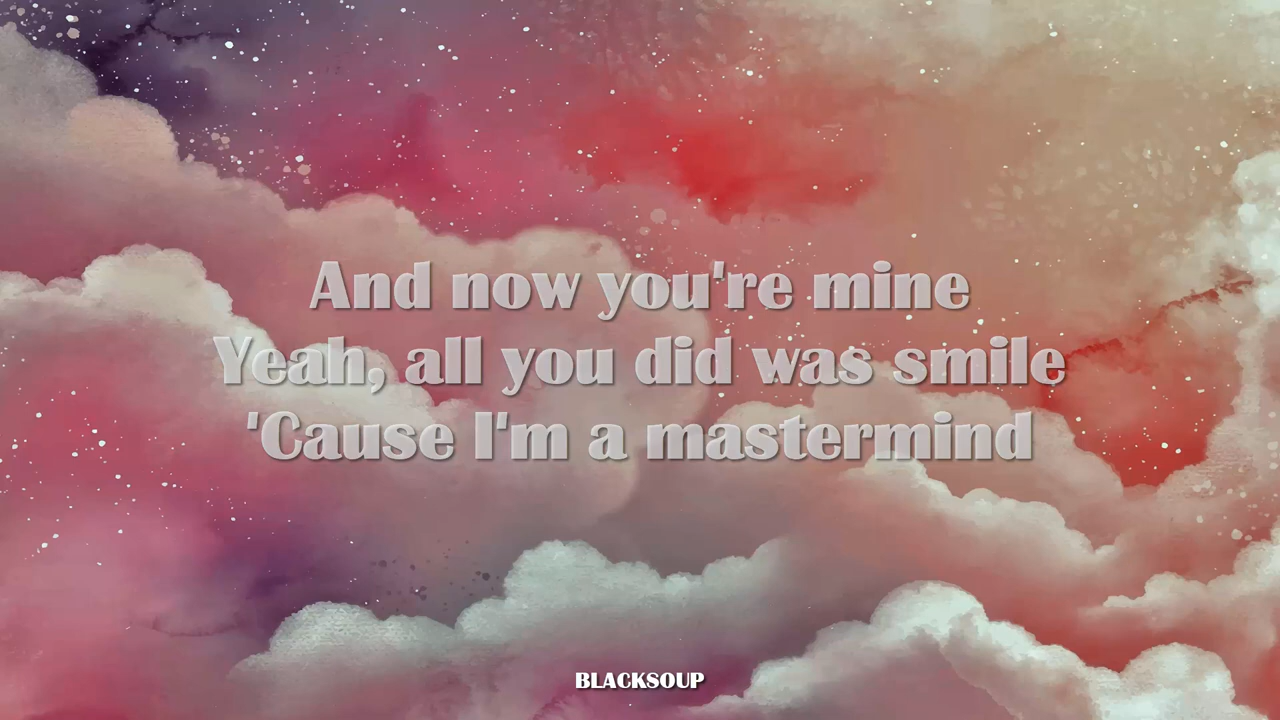 And now you're mine
Yeah, all you did was smile
'Cause I'm a mastermind
BLACKSOUP